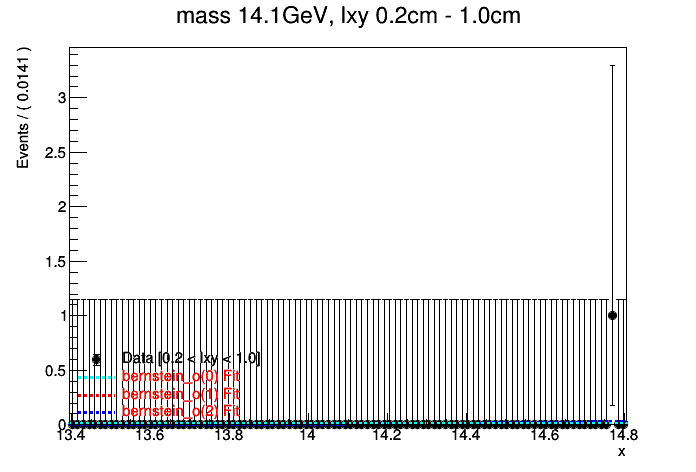 mass 14.1GeV, lxy 0.2cm - 1.0cm
Events / ( 0.0141 )
3
2.5
2
1.5
1
0.5
0
Data [0.2 < lxy < 1.0]
bernstein_o(0) Fit
bernstein_o(1) Fit
bernstein_o(2) Fit
13.4 13.6 13.8 14 14.2 14.4 14.6 14.8
x